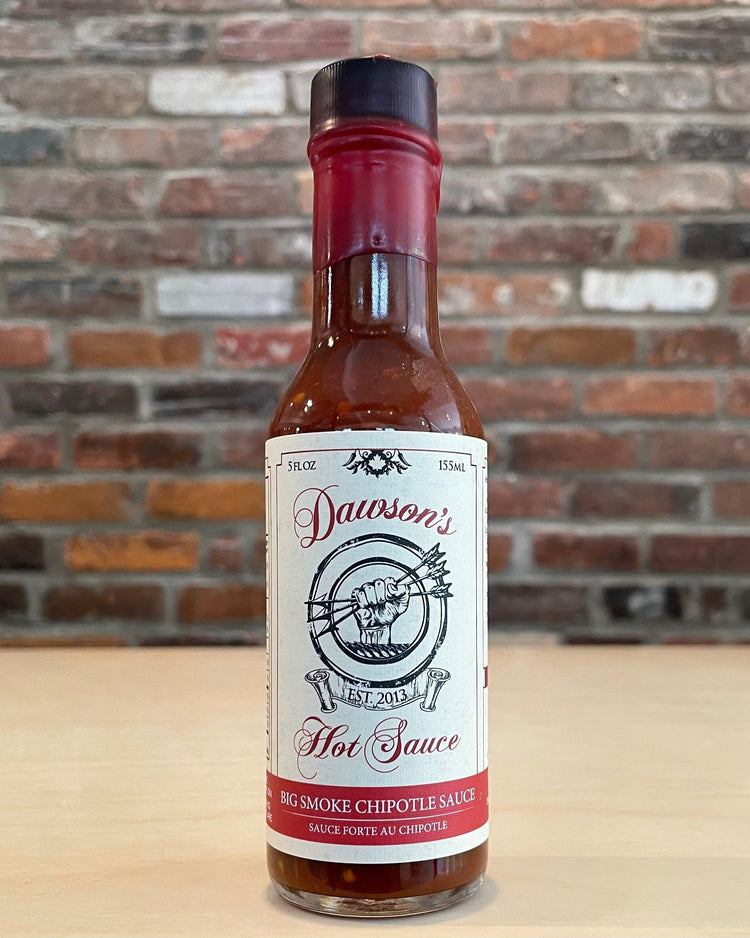 5 FL OZ 155ML
Dawson's
EST. 2013
Hot Sauce
BIG SMOKE CHIPOTLE SAUCE
SAUCE FORTE AU CHIPOTLE